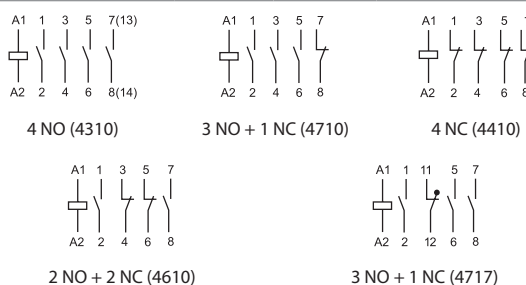 A1 1 3 5 7(13)
A2 2 4 6 8(14)
4 NO (4310)
A1 1 3 5 7
A2 2 4 6 8
3 NO + 1 NC (4710)
A1 1 3 5
A2 2 4 6 8
4 NC (4410)
A1 1 3 5 7
A2 2 4 6 8
2 NO + 2 NC (4610)
A1 1 11 5 7
A2 2 12 6 8
3 NO + 1 NC (4717)